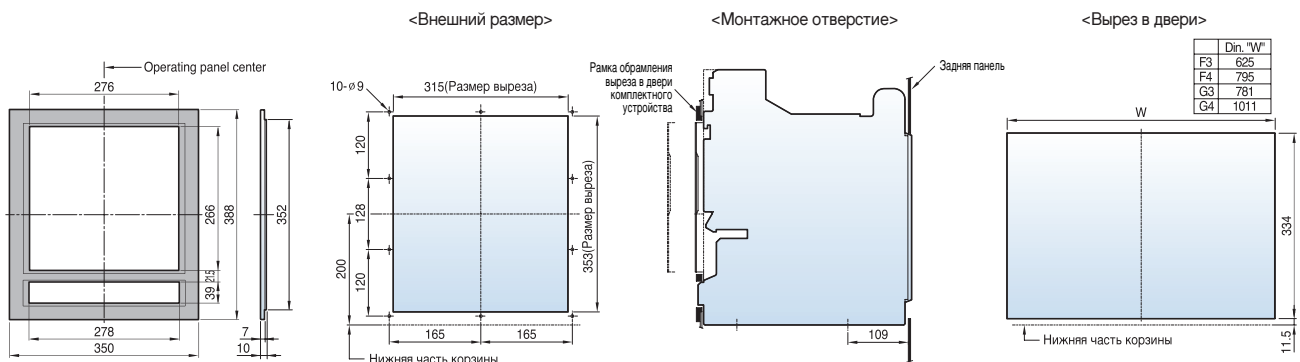 <Внешний размер>
<Монтажное отверстие>
<Вырез в двери>
Operating panel center
276
266
388
352
21.5
39
278
350
7
10
10-ø9
315(Размер выреза)
120
128
120
200
353(Размер выреза)
165
165
Нижняя часть корзины
Рамка обрамления
выреза в двери
комплектного
устройства
Задняя панель
109
Din. "W"
F3 625
F4 795
G3 781
G4 1011
W
334
11.5
Нижняя часть корзины